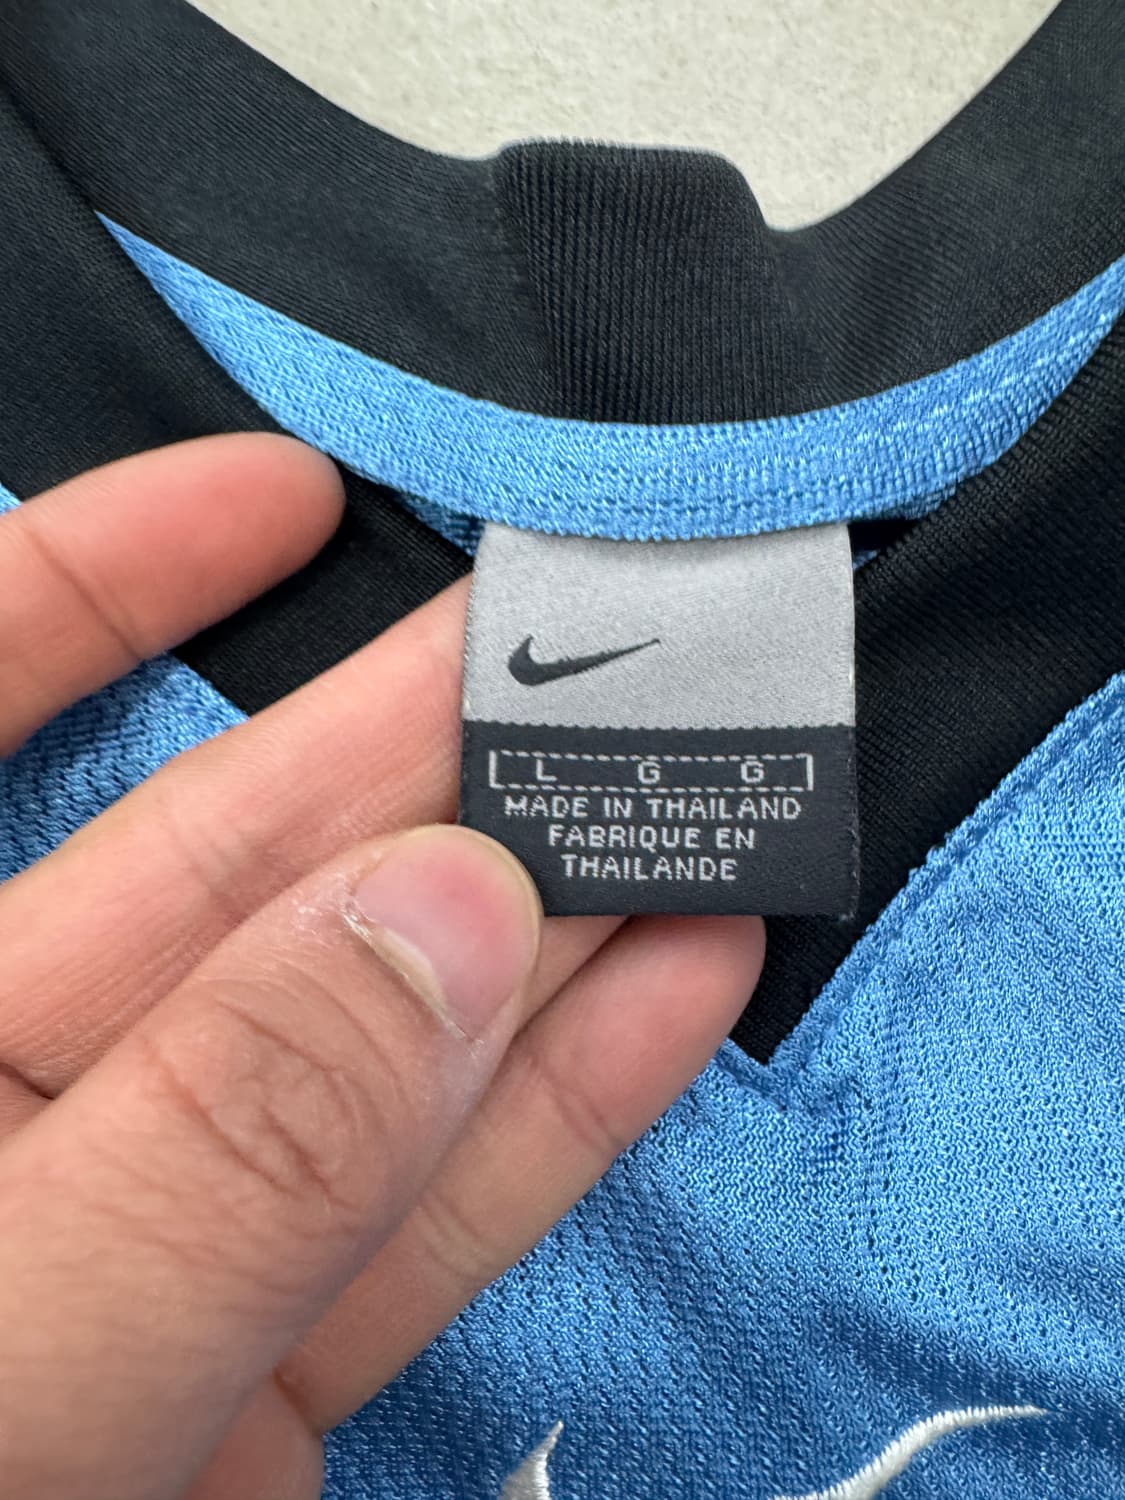 L G G
MADE IN THAILAND
FABRIQUE EN
THAILANDE